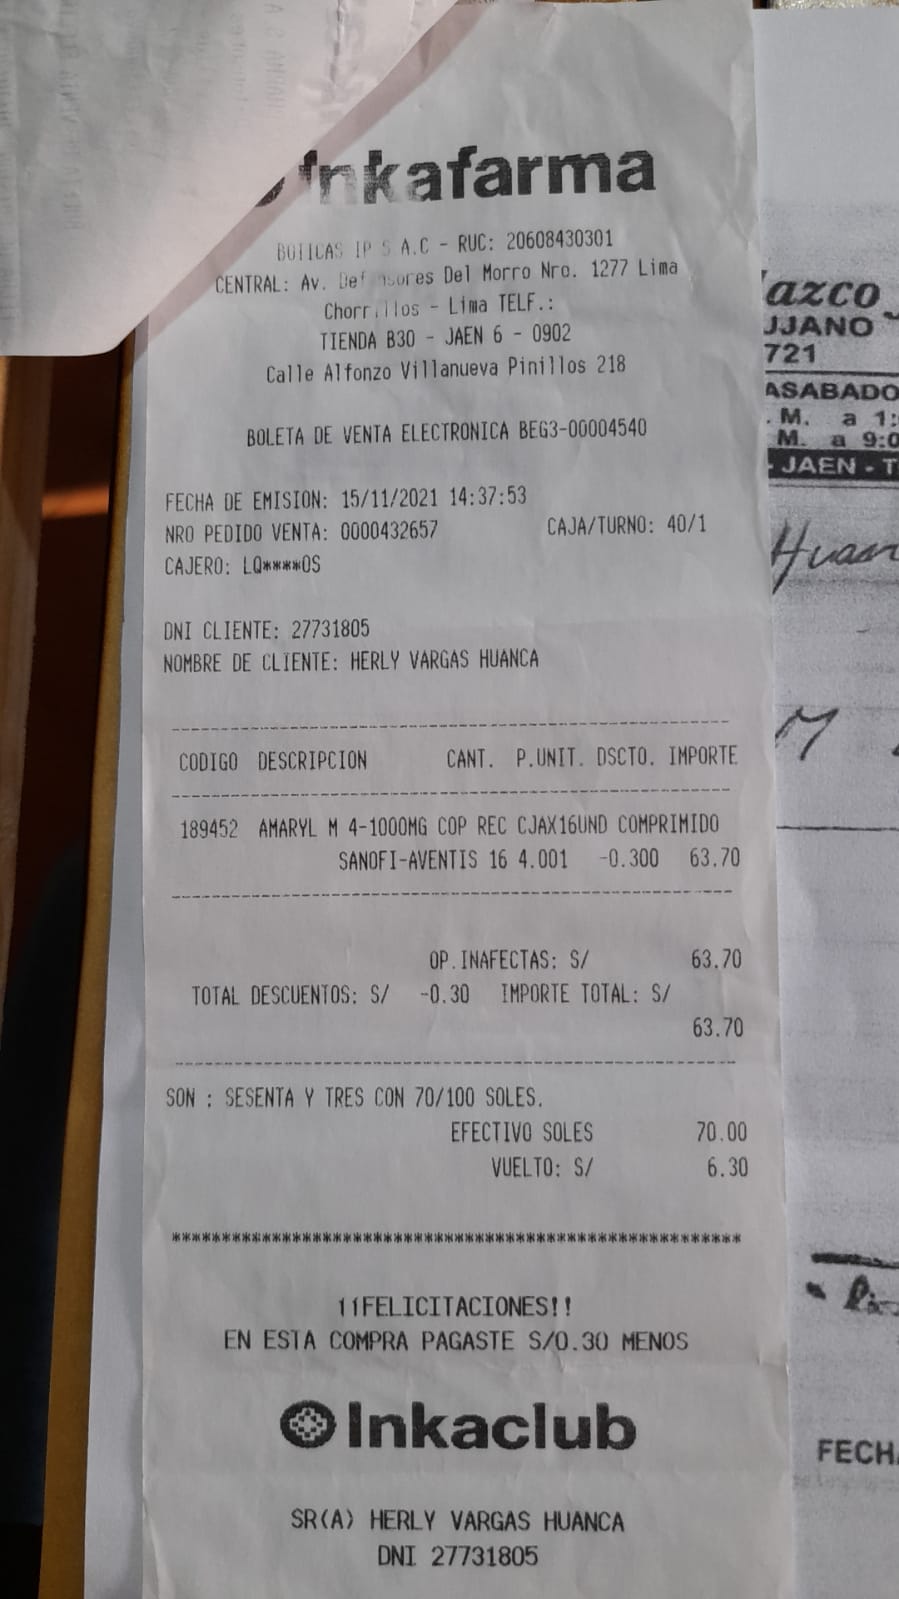 Inkafarma
BOTICAS IP S A.C - RUC: 20608430301
CENTRAL: Av. Defensores Del Morro Nro. 1277 Lima
Chorrillos - Lima TELF.:
TIENDA B30 - JAEN 6 - 0902
Calle Alfonzo Villanueva Pinillos 218
BOLETA DE VENTA ELECTRONICA BEG3-00004540
FECHA DE EMISION: 15/11/2021 14:37:53
NRO PEDIDO VENTA: 0000432657 CAJA/TURNO: 40/1
CAJERO: LQ****OS
DNI CLIENTE: 27731805
NOMBRE DE CLIENTE: HERLY VARGAS HUANCA
CODIGO DESCRIPCION CANT. P.UNIT. DSCTO. IMPORTE
189452 AMARYL M 4-1000MG COP REC CJAX16UND COMPRIMIDO
SANOFI-AVENTIS 16 4.001 -0.300 63.70
OP.INAFECTAS: S/ 63.70
TOTAL DESCUENTOS: S/ -0.30 IMPORTE TOTAL: S/
63.70
SON : SESENTA Y TRES CON 70/100 SOLES.
EFECTIVO SOLES 70.00
VUELTO: S/ 6.30
*********************************************************
¡¡FELICITACIONES!!
EN ESTA COMPRA PAGASTE S/0.30 MENOS
Inkaclub
SR(A) HERLY VARGAS HUANCA
DNI 27731805
azco
UJANO
721
ASABADO
. M. a 1:
M. a 9:0
- JAEN - T
Huan
M
FECHA